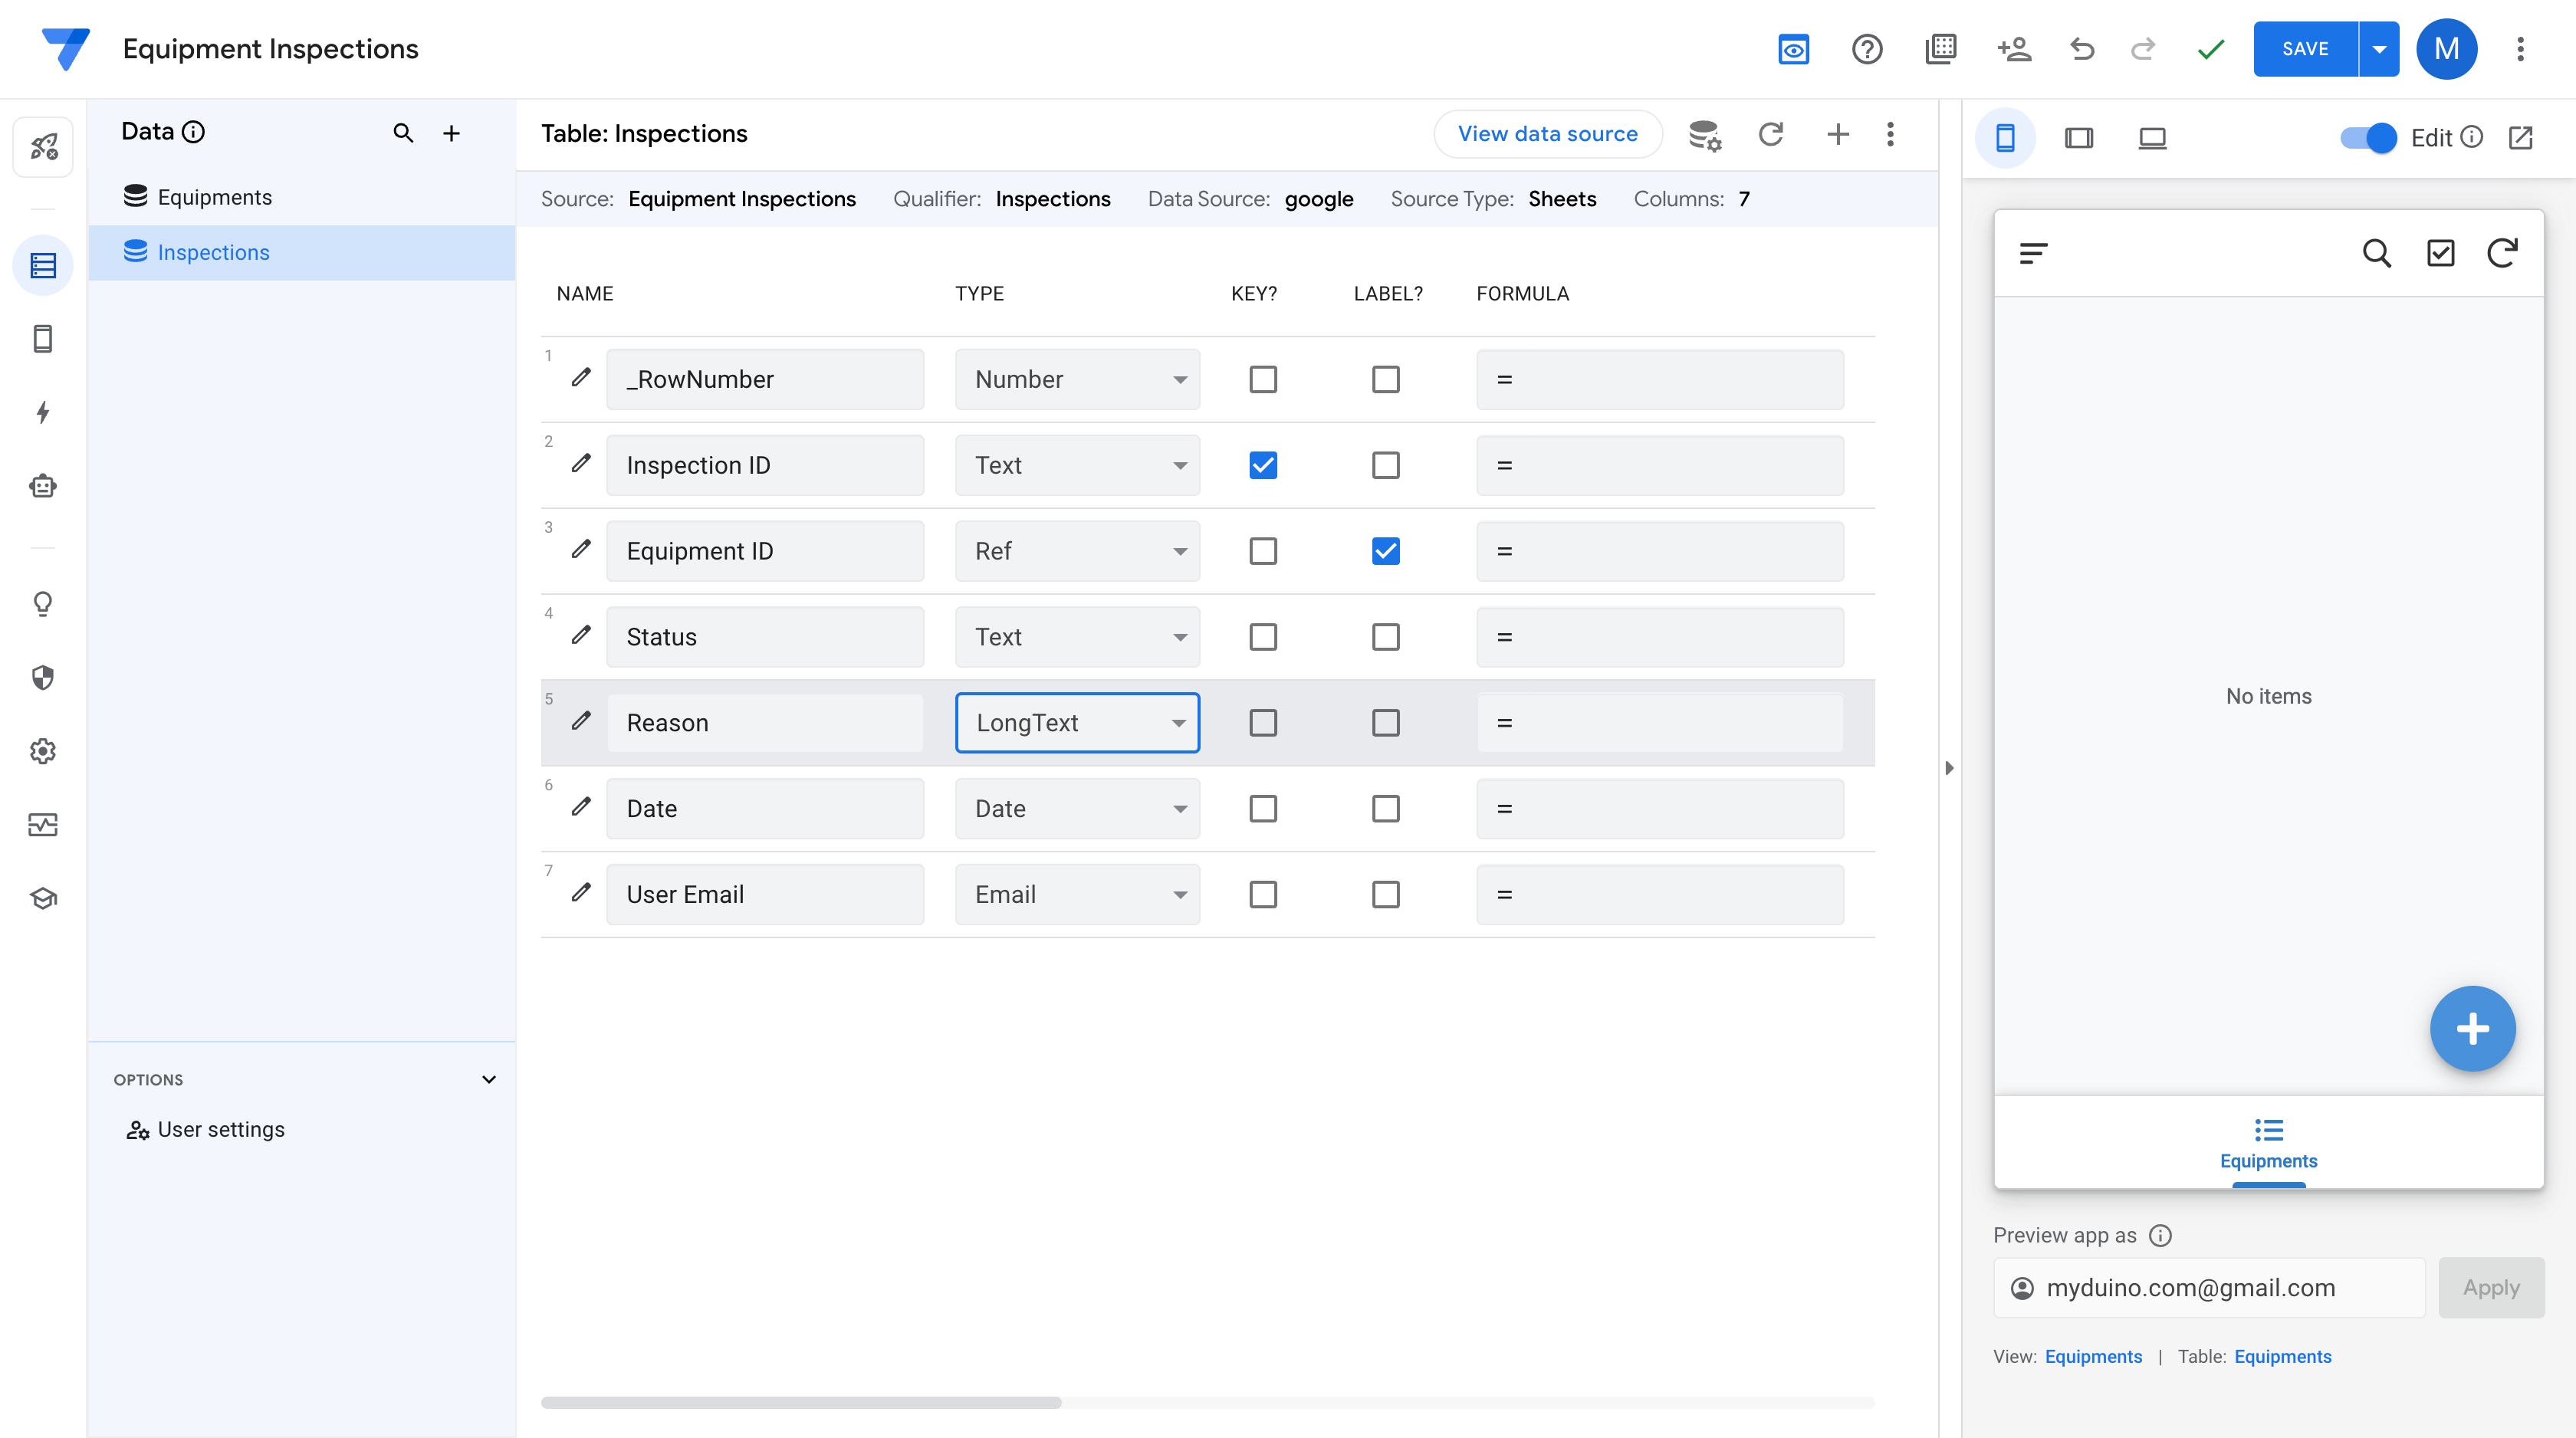 Equipment Inspections
SAVE
M
Data
Equipments
Inspections
OPTIONS
User settings
Table: Inspections
View data source
Source: Equipment Inspections Qualifier: Inspections Data Source: google Source Type: Sheets Columns: 7
NAME TYPE KEY? LABEL? FORMULA
1 _RowNumber Number =
2 Inspection ID Text =
3 Equipment ID Ref =
4 Status Text =
5 Reason LongText =
6 Date Date =
7 User Email Email =
Edit
No items
Equipments
Preview app as
myduino.com@gmail.com Apply
View: Equipments | Table: Equipments